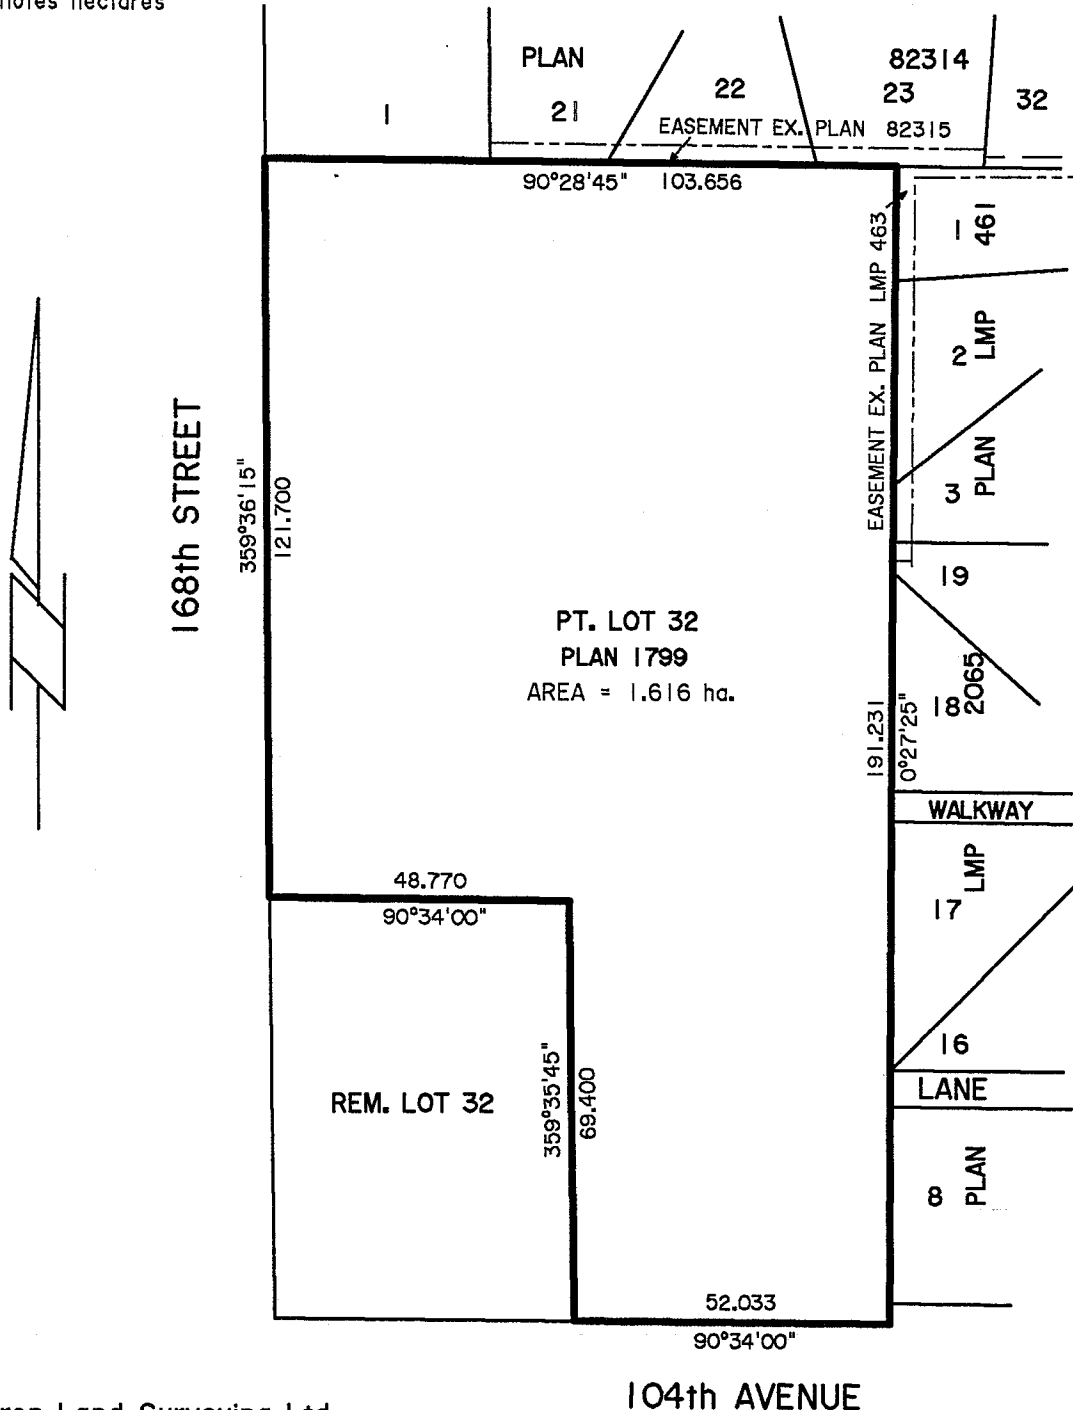 hectares
PLAN 82314
1 21 22 23 32
EASEMENT EX. PLAN 82315
90°28'45" 103.656
EASEMENT EX. PLAN LMP 463
1
2
3
PLAN LMP 461
168th STREET
359°36'15"
121.700
PT. LOT 32
PLAN 1799
AREA = 1.616 ha.
19
18
191.231
0°27'25"
WALKWAY
17
16
PLAN LMP 2065
48.770
90°34'00"
REM. LOT 32
359°35'45"
69.400
LANE
8
52.033
90°34'00"
104th AVENUE
Land Surveying Ltd.